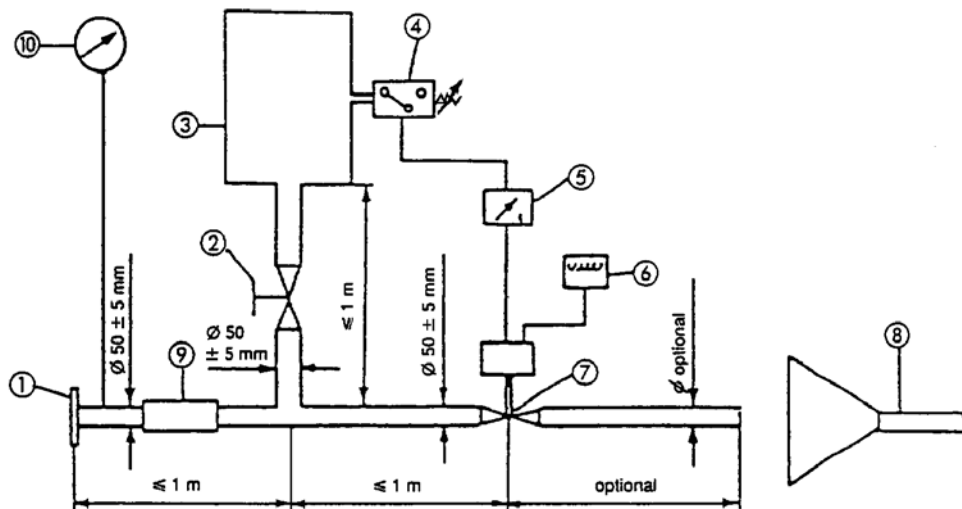 ⑩
④
③
⑤
②
⑥
Ø 50 ± 5 mm
Ø 50
± 5 mm
⩽ 1 m
Ø 50 ± 5 mm
Ø optional
①
⑨
⑦
⑧
⩽ 1 m
⩽ 1 m
optional